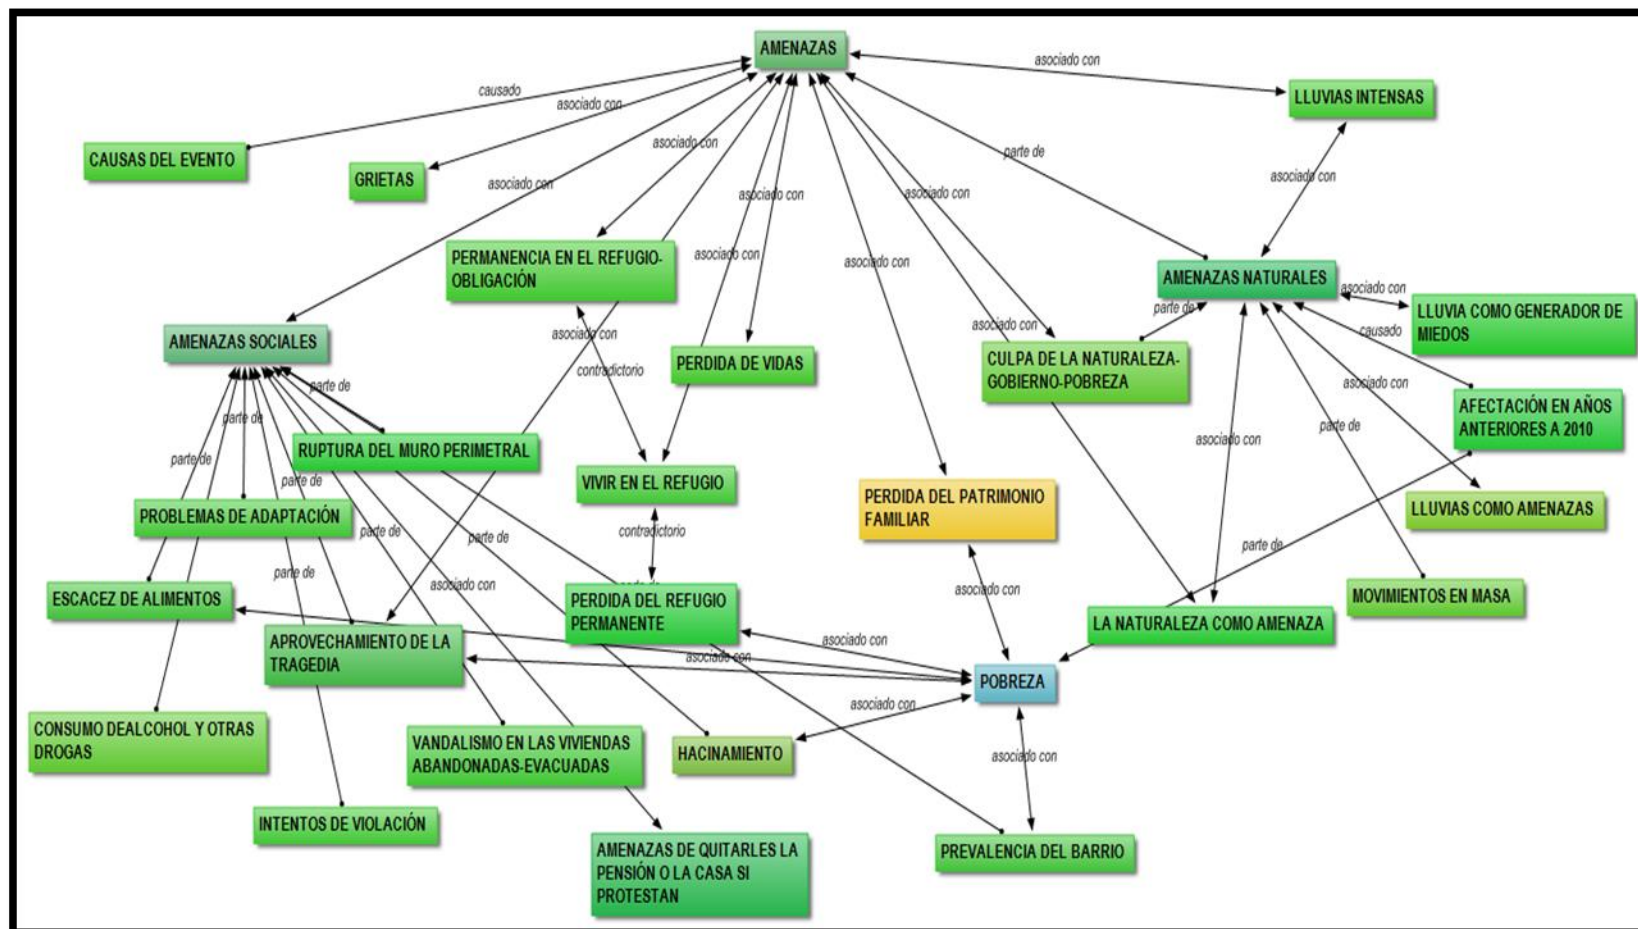 AMENAZAS
asociado con
LLUVIAS INTENSAS
causado
asociado con
CAUSAS DEL EVENTO
GRIETAS
asociado con
asociado con
asociado con
asociado con
parte de
asociado con
PERMANENCIA EN EL REFUGIO-
OBLIGACIÓN
asociado con
asociado con
AMENAZAS NATURALES
asociado con
LLUVIA COMO GENERADOR DE
MIEDOS
parte de
causado
AMENAZAS SOCIALES
asociado con
asociado con
PERDIDA DE VIDAS
CULPA DE LA NATURALEZA-
GOBIERNO-POBREZA
contradictorio
parte de
asociado con
AFECTACIÓN EN AÑOS
ANTERIORES A 2010
parte de
parte de
RUPTURA DEL MURO PERIMETRAL
asociado con
parte de
parte de
parte de
VIVIR EN EL REFUGIO
PERDIDA DEL PATRIMONIO
FAMILIAR
LLUVIAS COMO AMENAZAS
PROBLEMAS DE ADAPTACIÓN
parte de
parte de
contradictorio
parte de
parte de
asociado con
asociado con
ESCACEZ DE ALIMENTOS
PERDIDA DEL REFUGIO
PERMANENTE
MOVIMIENTOS EN MASA
LA NATURALEZA COMO AMENAZA
APROVECHAMIENTO DE LA
TRAGEDIA
asociado con
asociado con
POBREZA
asociado con
CONSUMO DEALCOHOL Y OTRAS
DROGAS
VANDALISMO EN LAS VIVIENDAS
ABANDONADAS-EVACUADAS
HACINAMIENTO
asociado con
INTENTOS DE VIOLACIÓN
AMENAZAS DE QUITARLES LA
PENSIÓN O LA CASA SI
PROTESTAN
PREVALENCIA DEL BARRIO